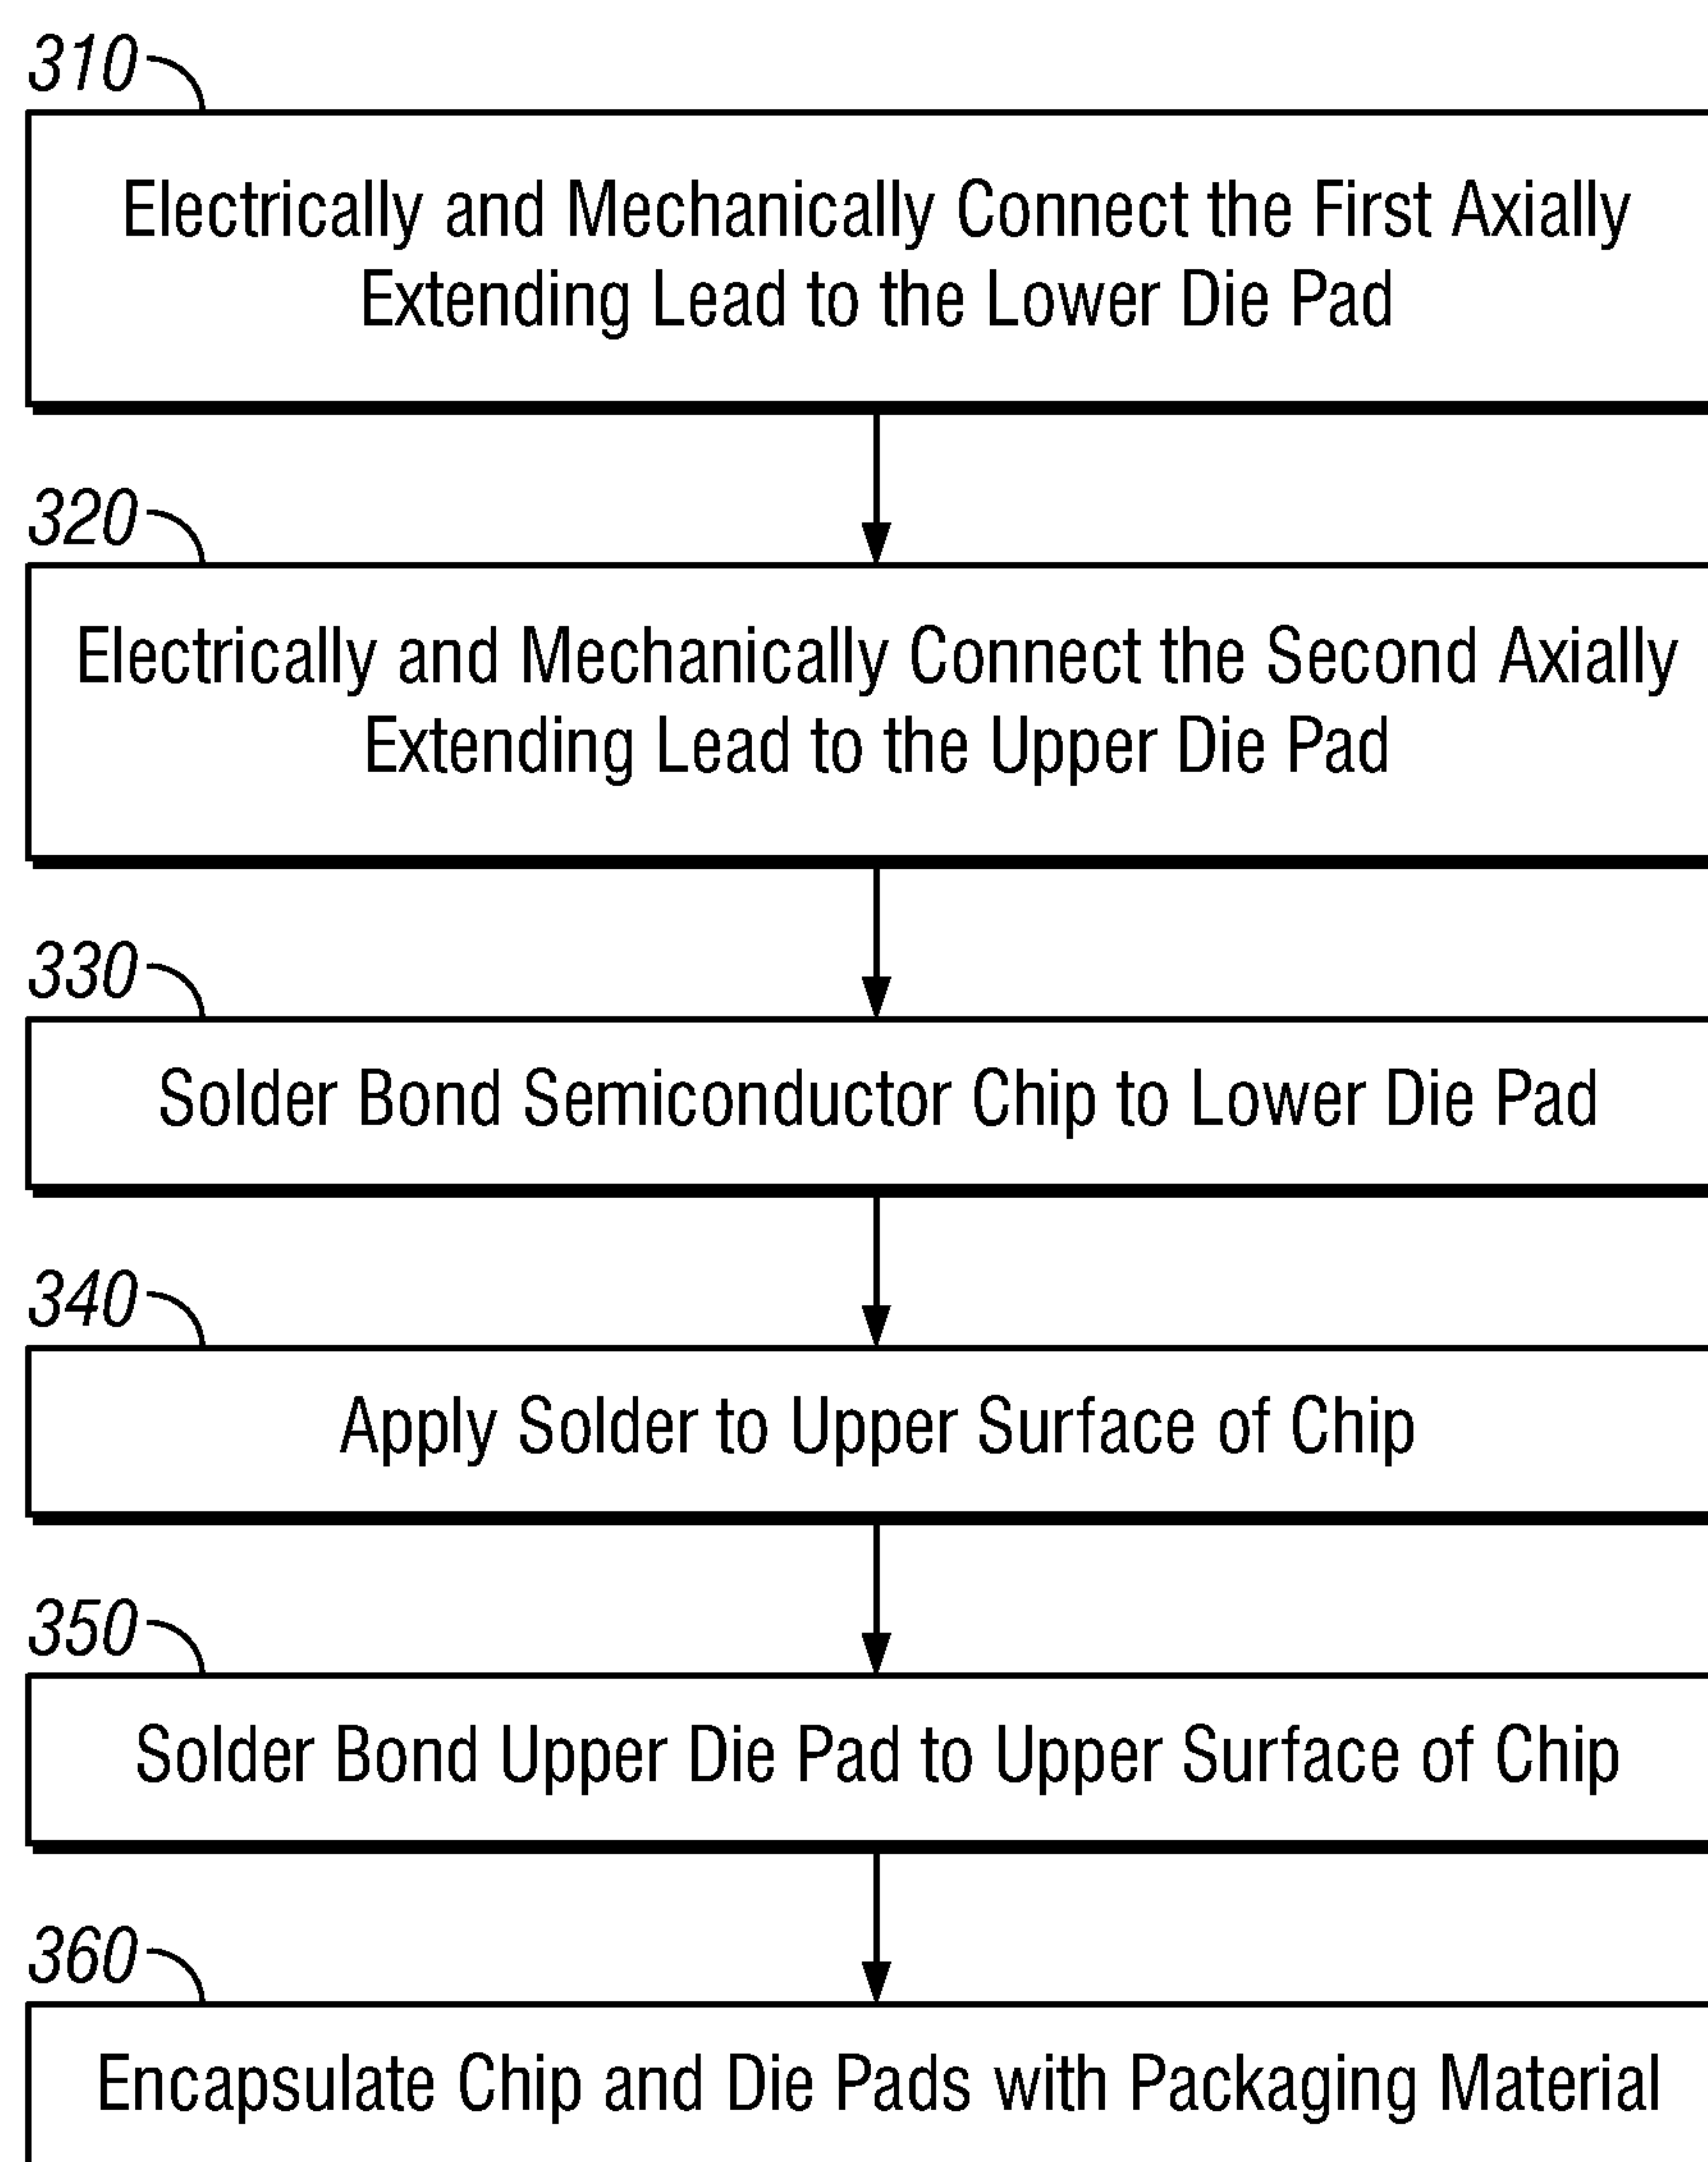 310
Electrically and Mechanically Connect the First Axially
Extending Lead to the Lower Die Pad
320
Electrically and Mechanically Connect the Second Axially
Extending Lead to the Upper Die Pad
330
Solder Bond Semiconductor Chip to Lower Die Pad
340
Apply Solder to Upper Surface of Chip
350
Solder Bond Upper Die Pad to Upper Surface of Chip
360
Encapsulate Chip and Die Pads with Packaging Material